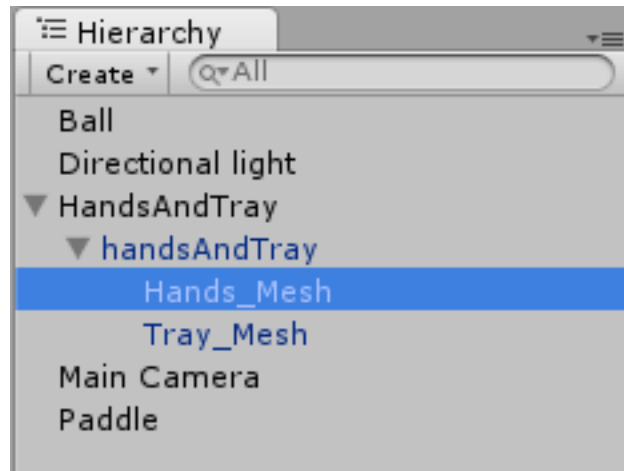 Hierarchy
Create All
Ball
Directional light
HandsAndTray
handsAndTray
Hands_Mesh
Tray_Mesh
Main Camera
Paddle